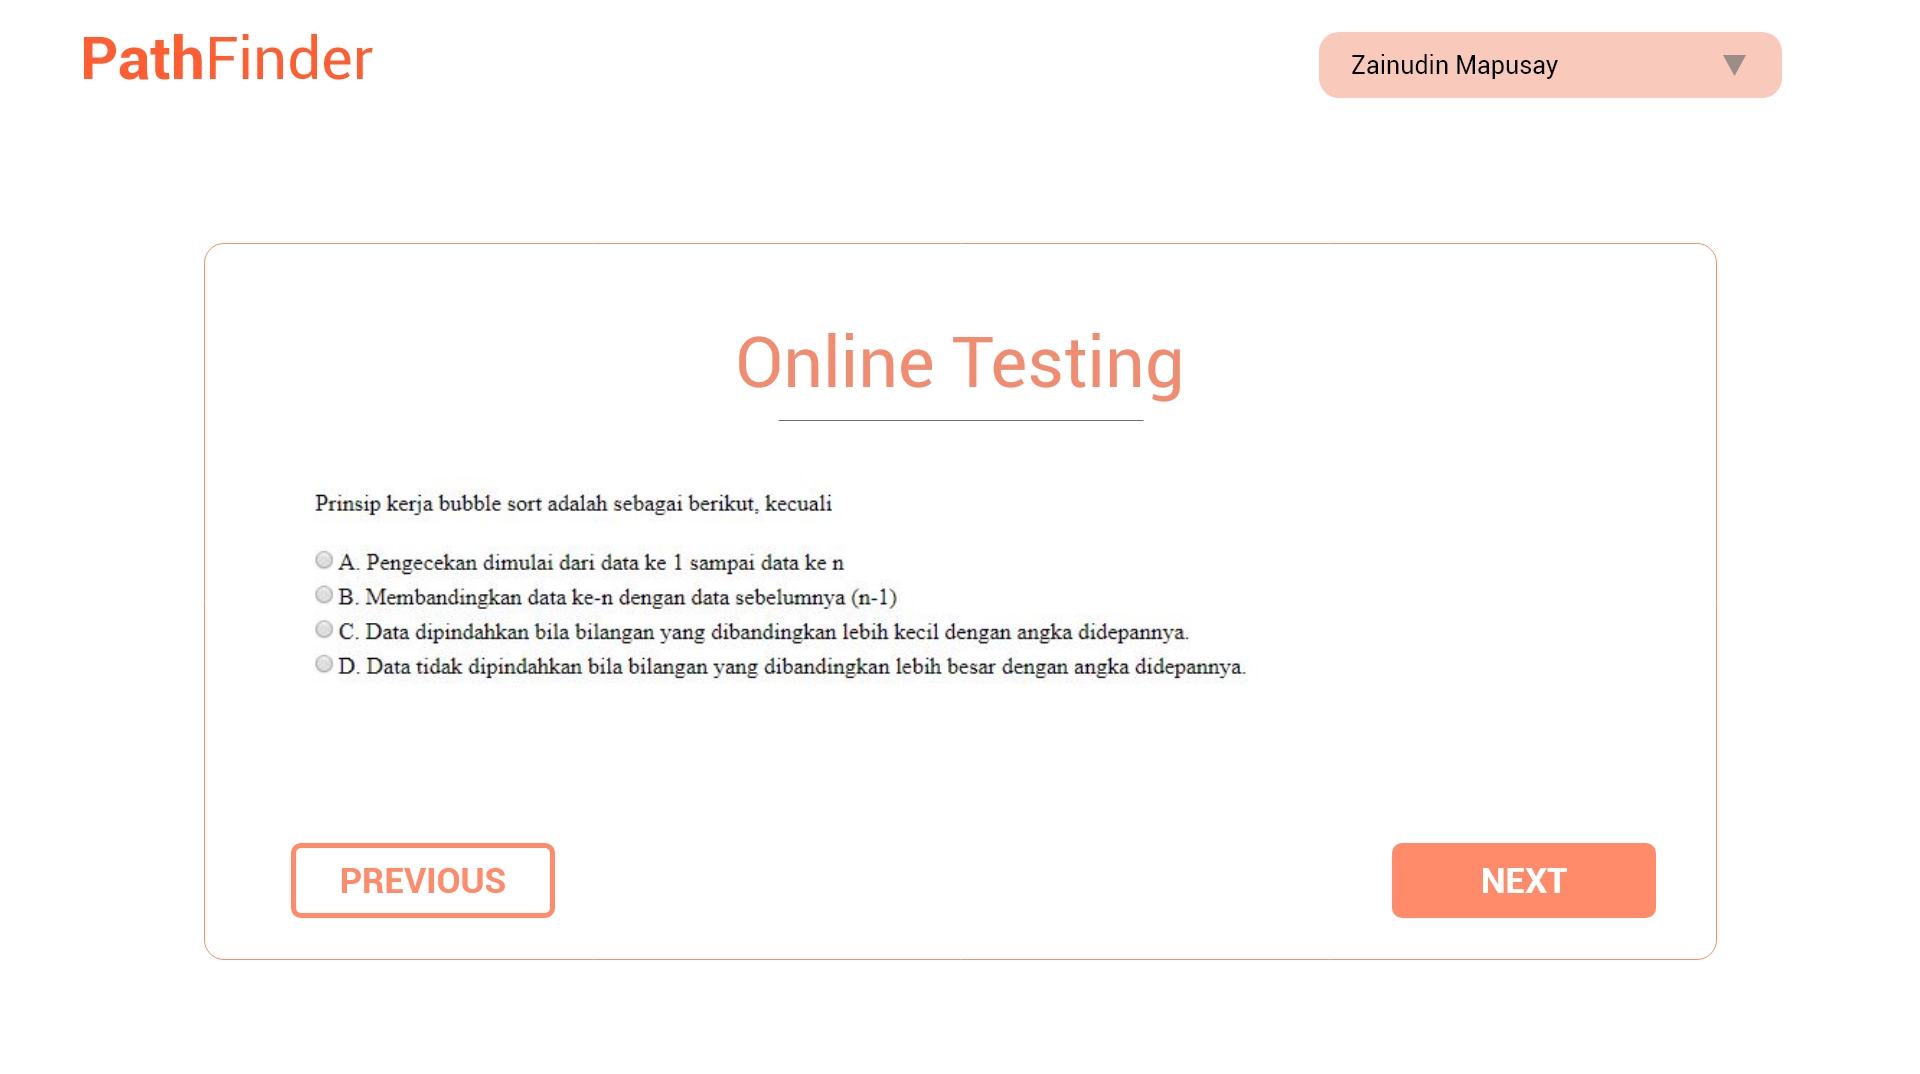 PathFinder
Zainudin Mapusay
Online Testing
Prinsip kerja bubble sort adalah sebagai berikut, kecuali
A. Pengecekan dimulai dari data ke 1 sampai data ke n
B. Membandingkan data ke-n dengan data sebelumnya (n-1)
C. Data dipindahkan bila bilangan yang dibandingkan lebih kecil dengan angka didepannya.
D. Data tidak dipindahkan bila bilangan yang dibandingkan lebih besar dengan angka didepannya.
PREVIOUS
NEXT